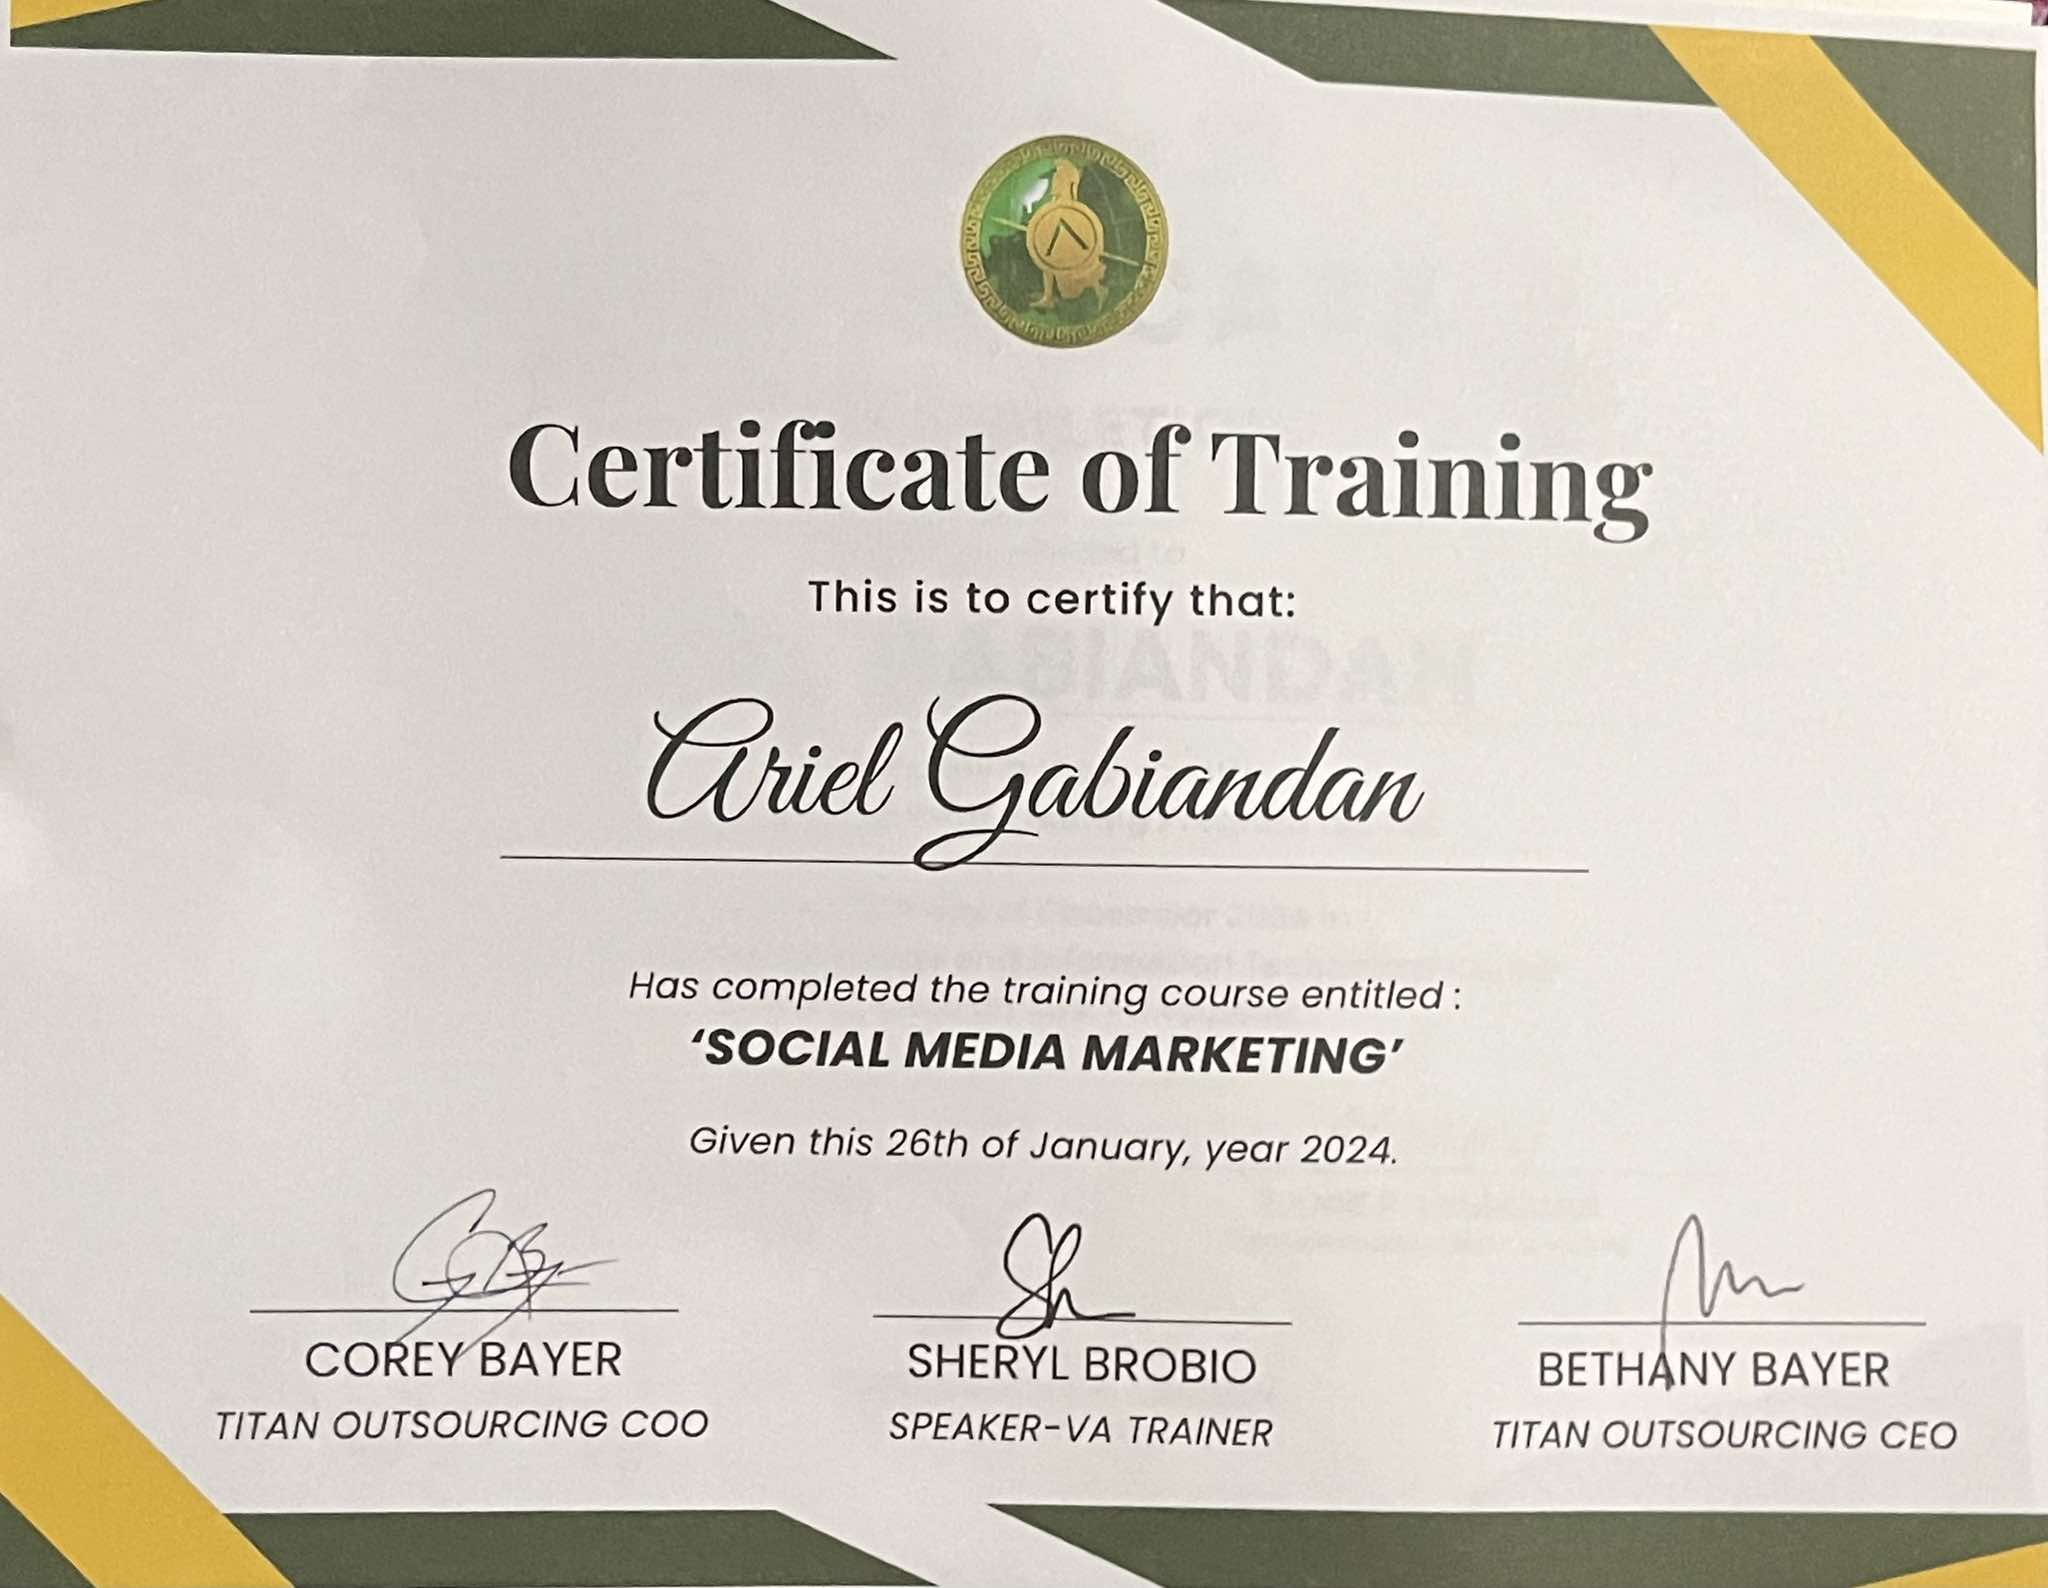 Certificate of Training
This is to certify that:
Ariel Gabiandan
Has completed the training course entitled :
‘SOCIAL MEDIA MARKETING’
Given this 26th of January, year 2024.
COREY BAYER
TITAN OUTSOURCING COO
SHERYL BROBIO
SPEAKER-VA TRAINER
BETHANY BAYER
TITAN OUTSOURCING CEO